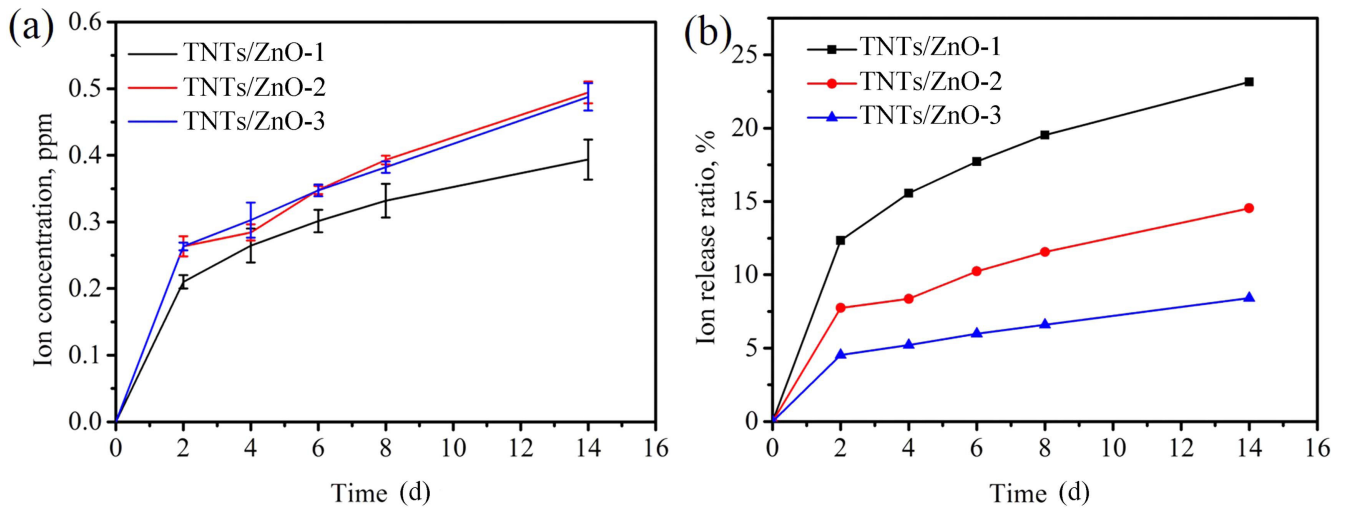 (a)
TNTs/ZnO-1
TNTs/ZnO-2
TNTs/ZnO-3
Ion concentration, ppm
0.6
0.5
0.4
0.3
0.2
0.1
0.0
0 2 4 6 8 10 12 14 16
Time (d)
(b)
TNTs/ZnO-1
TNTs/ZnO-2
TNTs/ZnO-3
Ion release ratio, %
25
20
15
10
5
0
0 2 4 6 8 10 12 14 16
Time (d)